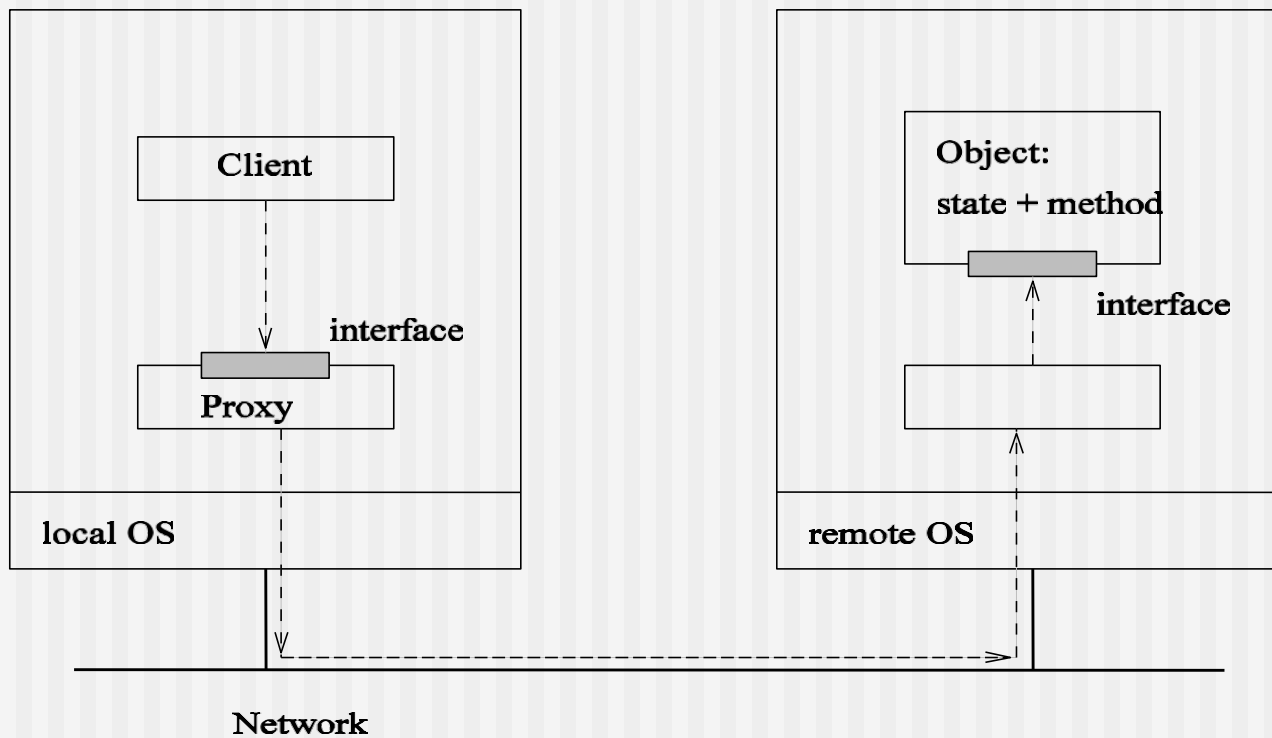 Client
interface
Proxy
local OS
Object:
state + method
interface
remote OS
Network